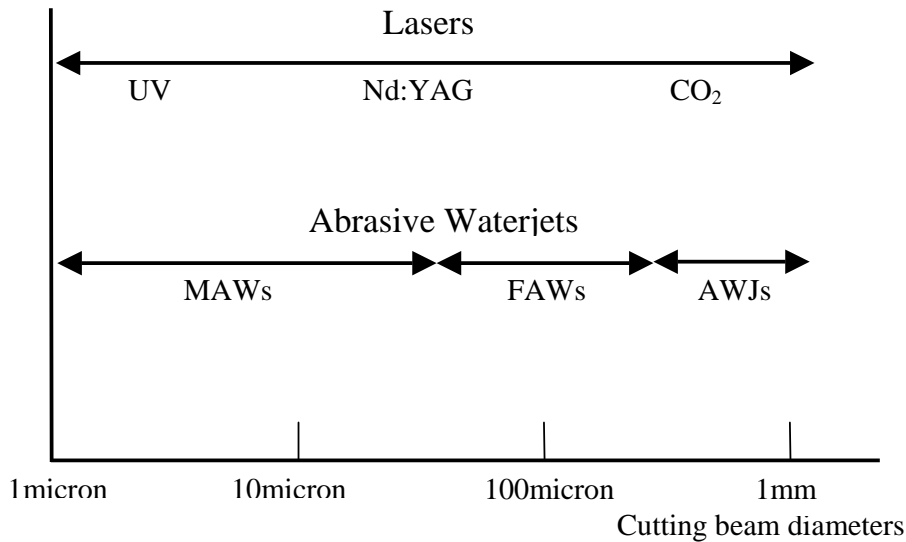 Lasers
UV Nd:YAG CO₂
Abrasive Waterjets
MAWs FAWs AWJs
1micron 10micron 100micron 1mm
Cutting beam diameters